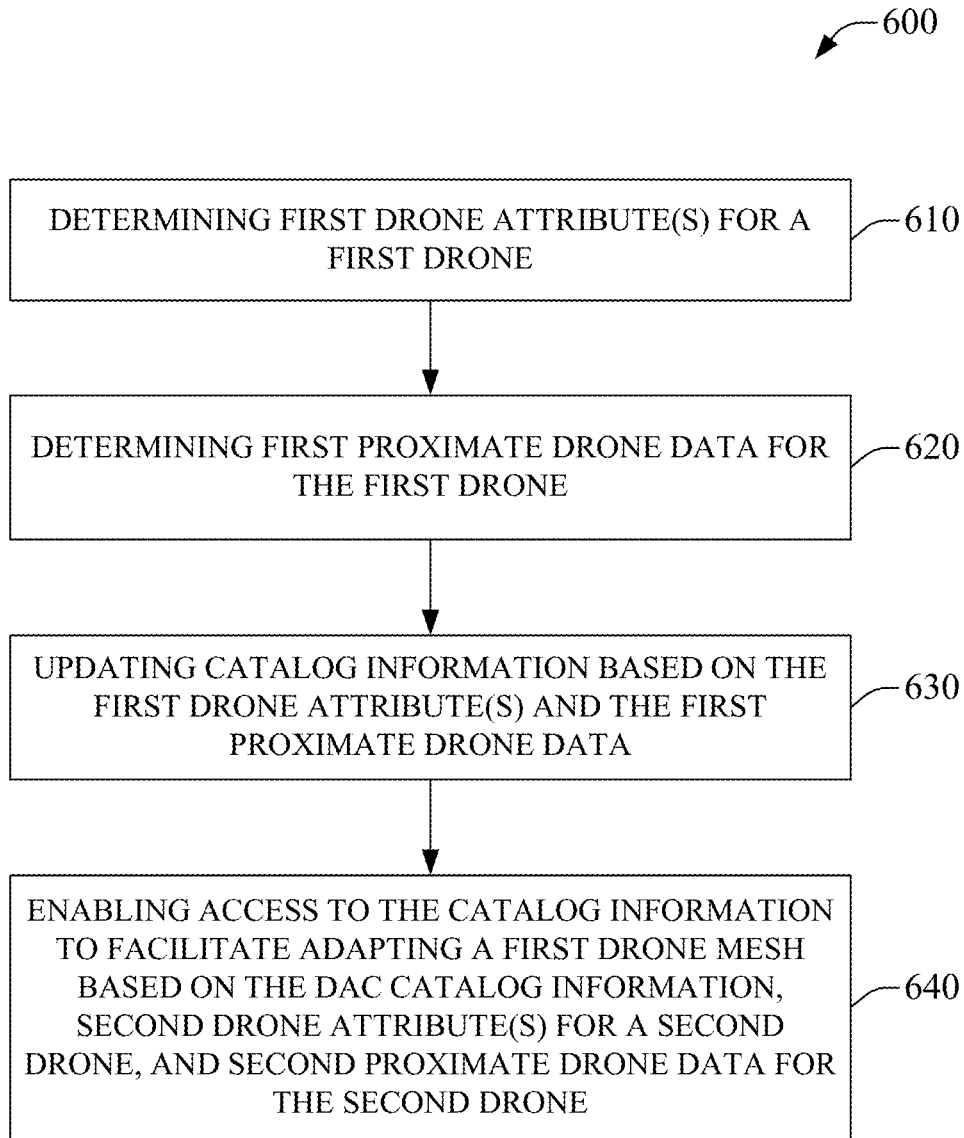 600
DETERMINING FIRST DRONE ATTRIBUTE(S) FOR A
FIRST DRONE
610
DETERMINING FIRST PROXIMATE DRONE DATA FOR
THE FIRST DRONE
620
UPDATING CATALOG INFORMATION BASED ON THE
FIRST DRONE ATTRIBUTE(S) AND THE FIRST
PROXIMATE DRONE DATA
630
ENABLING ACCESS TO THE CATALOG INFORMATION
TO FACILITATE ADAPTING A FIRST DRONE MESH
BASED ON THE DAC CATALOG INFORMATION,
SECOND DRONE ATTRIBUTE(S) FOR A SECOND
DRONE, AND SECOND PROXIMATE DRONE DATA FOR
THE SECOND DRONE
640